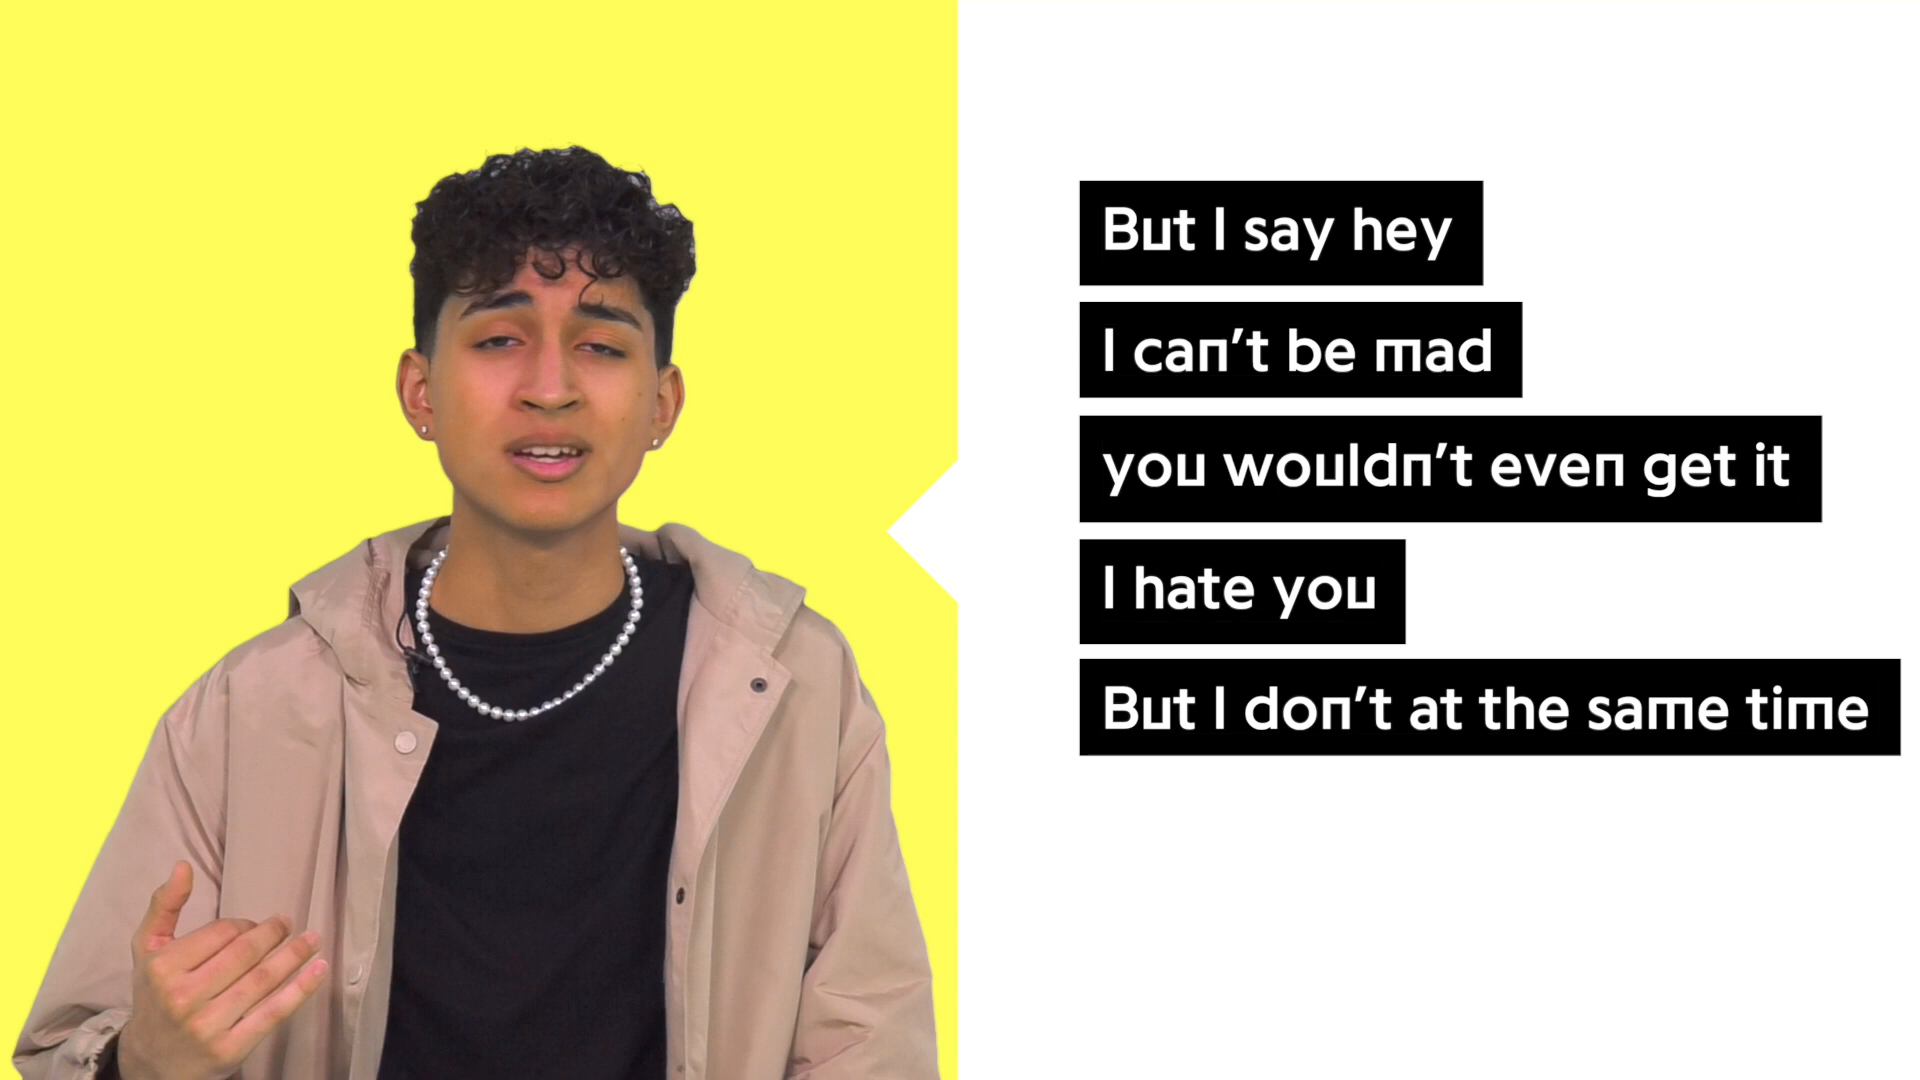 But I say hey
I can’t be mad
you wouldn’t even get it
I hate you
But I don’t at the same time